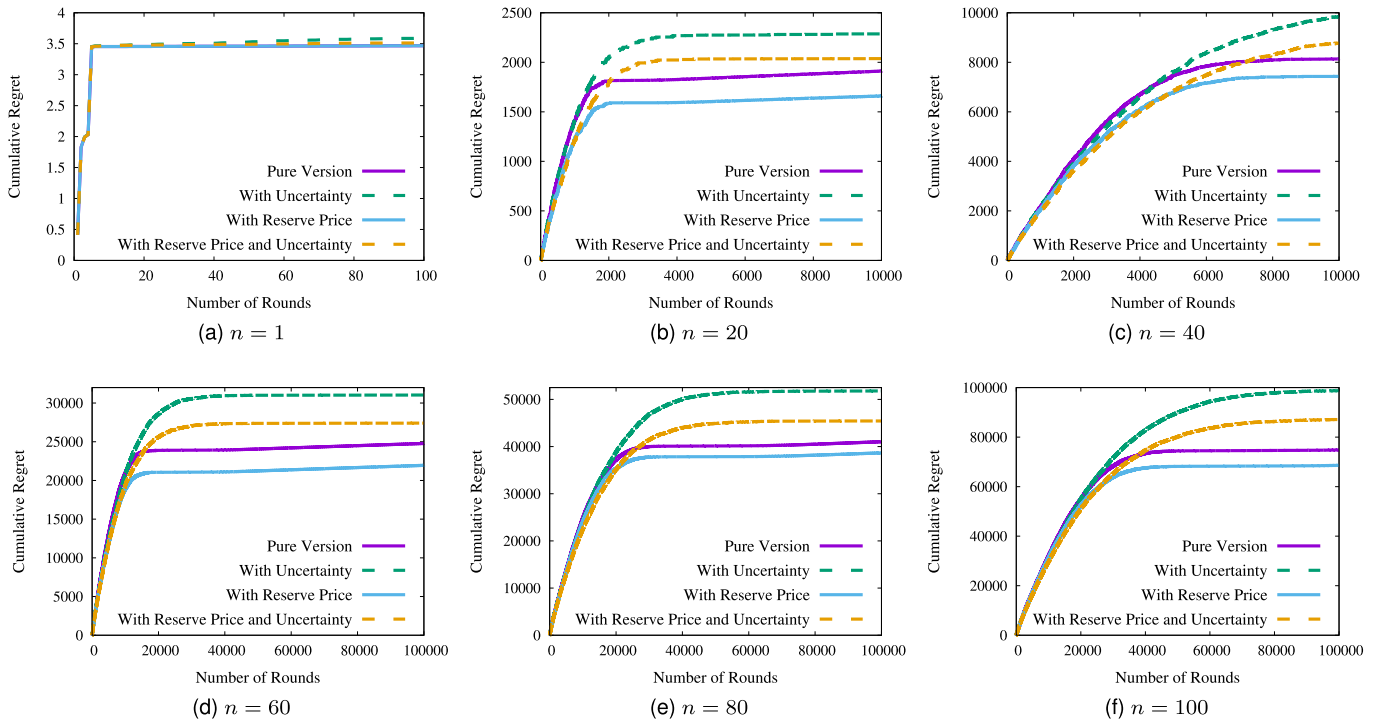 4
3.5
3
2.5
2
1.5
1
0.5
0
0 20 40 60 80 100
Cumulative Regret
Number of Rounds
Pure Version
With Uncertainty
With Reserve Price
With Reserve Price and Uncertainty
(a) n = 1
2500
2000
1500
1000
500
0
0 2000 4000 6000 8000 10000
Cumulative Regret
Number of Rounds
Pure Version
With Uncertainty
With Reserve Price
With Reserve Price and Uncertainty
(b) n = 20
10000
8000
6000
4000
2000
0
0 2000 4000 6000 8000 10000
Cumulative Regret
Number of Rounds
Pure Version
With Uncertainty
With Reserve Price
With Reserve Price and Uncertainty
(c) n = 40
30000
25000
20000
15000
10000
5000
0
0 20000 40000 60000 80000 100000
Cumulative Regret
Number of Rounds
Pure Version
With Uncertainty
With Reserve Price
With Reserve Price and Uncertainty
(d) n = 60
50000
40000
30000
20000
10000
0
0 20000 40000 60000 80000 100000
Cumulative Regret
Number of Rounds
Pure Version
With Uncertainty
With Reserve Price
With Reserve Price and Uncertainty
(e) n = 80
100000
80000
60000
40000
20000
0
0 20000 40000 60000 80000 100000
Cumulative Regret
Number of Rounds
Pure Version
With Uncertainty
With Reserve Price
With Reserve Price and Uncertainty
(f) n = 100